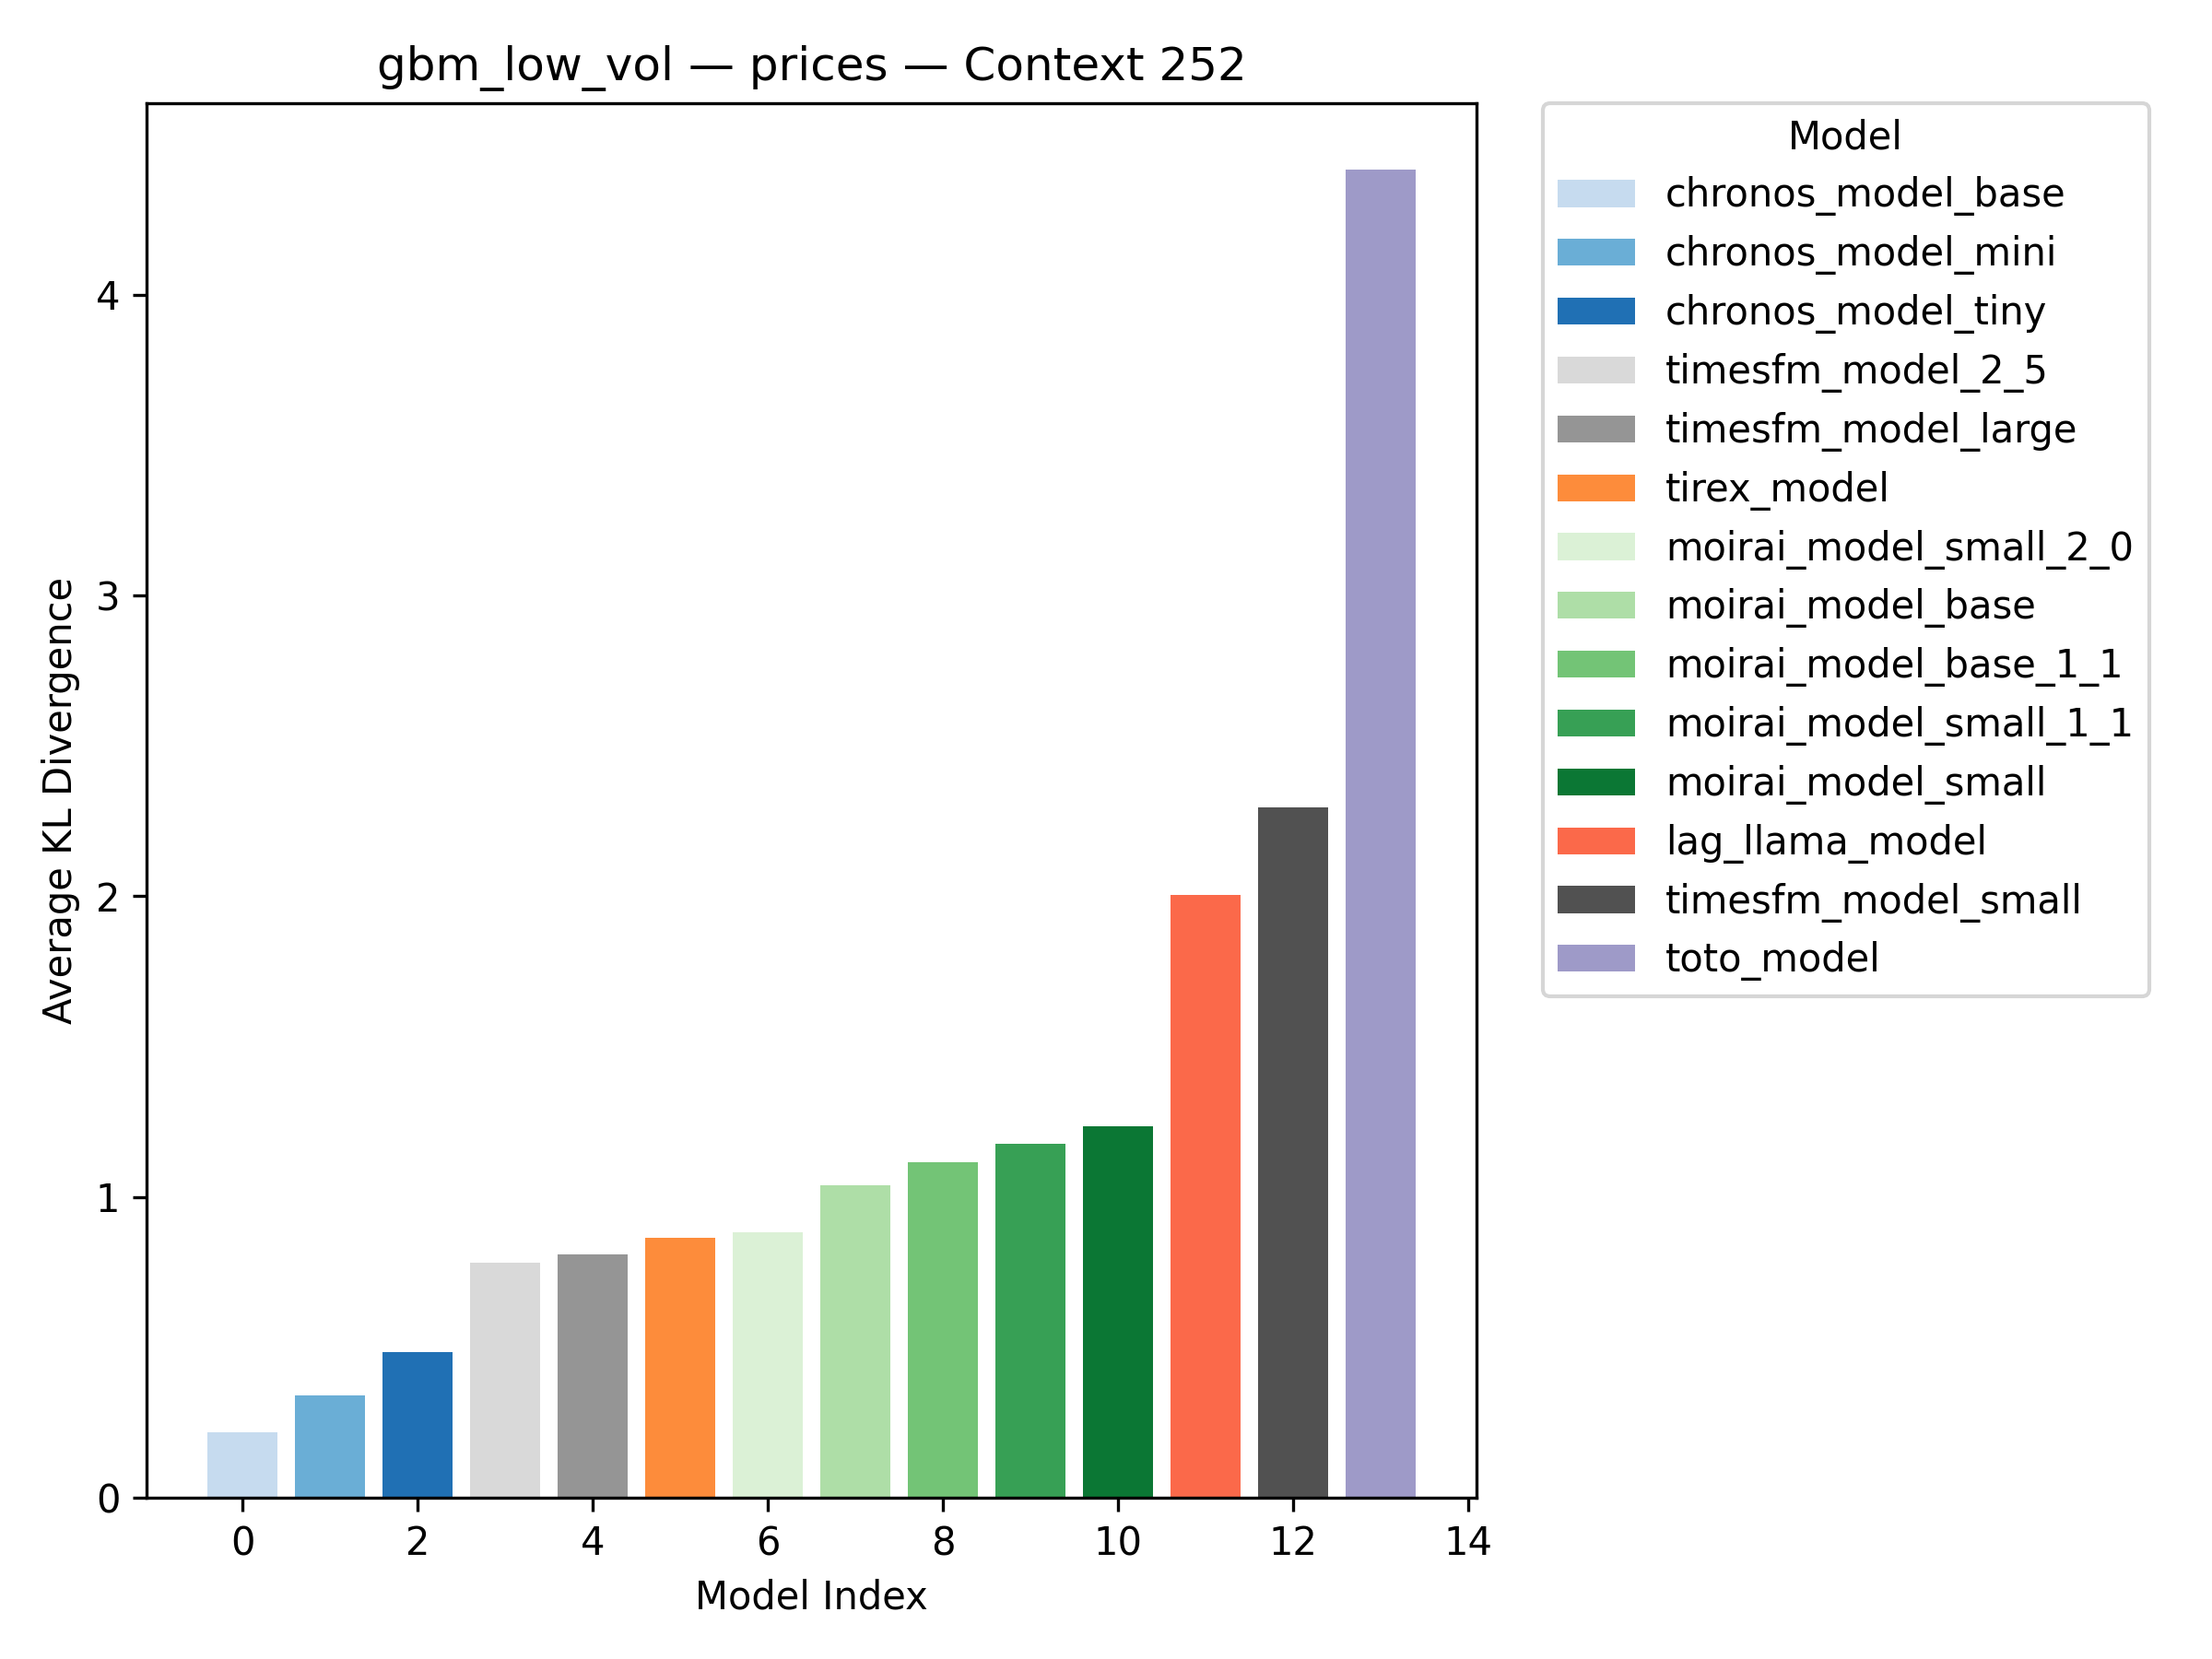 gbm_low_vol — prices — Context 252
Average KL Divergence
4
3
2
1
0
0 2 4 6 8 10 12 14
Model Index
Model
chronos_model_base
chronos_model_mini
chronos_model_tiny
timesfm_model_2_5
timesfm_model_large
tirex_model
moirai_model_small_2_0
moirai_model_base
moirai_model_base_1_1
moirai_model_small_1_1
moirai_model_small
lag_llama_model
timesfm_model_small
toto_model